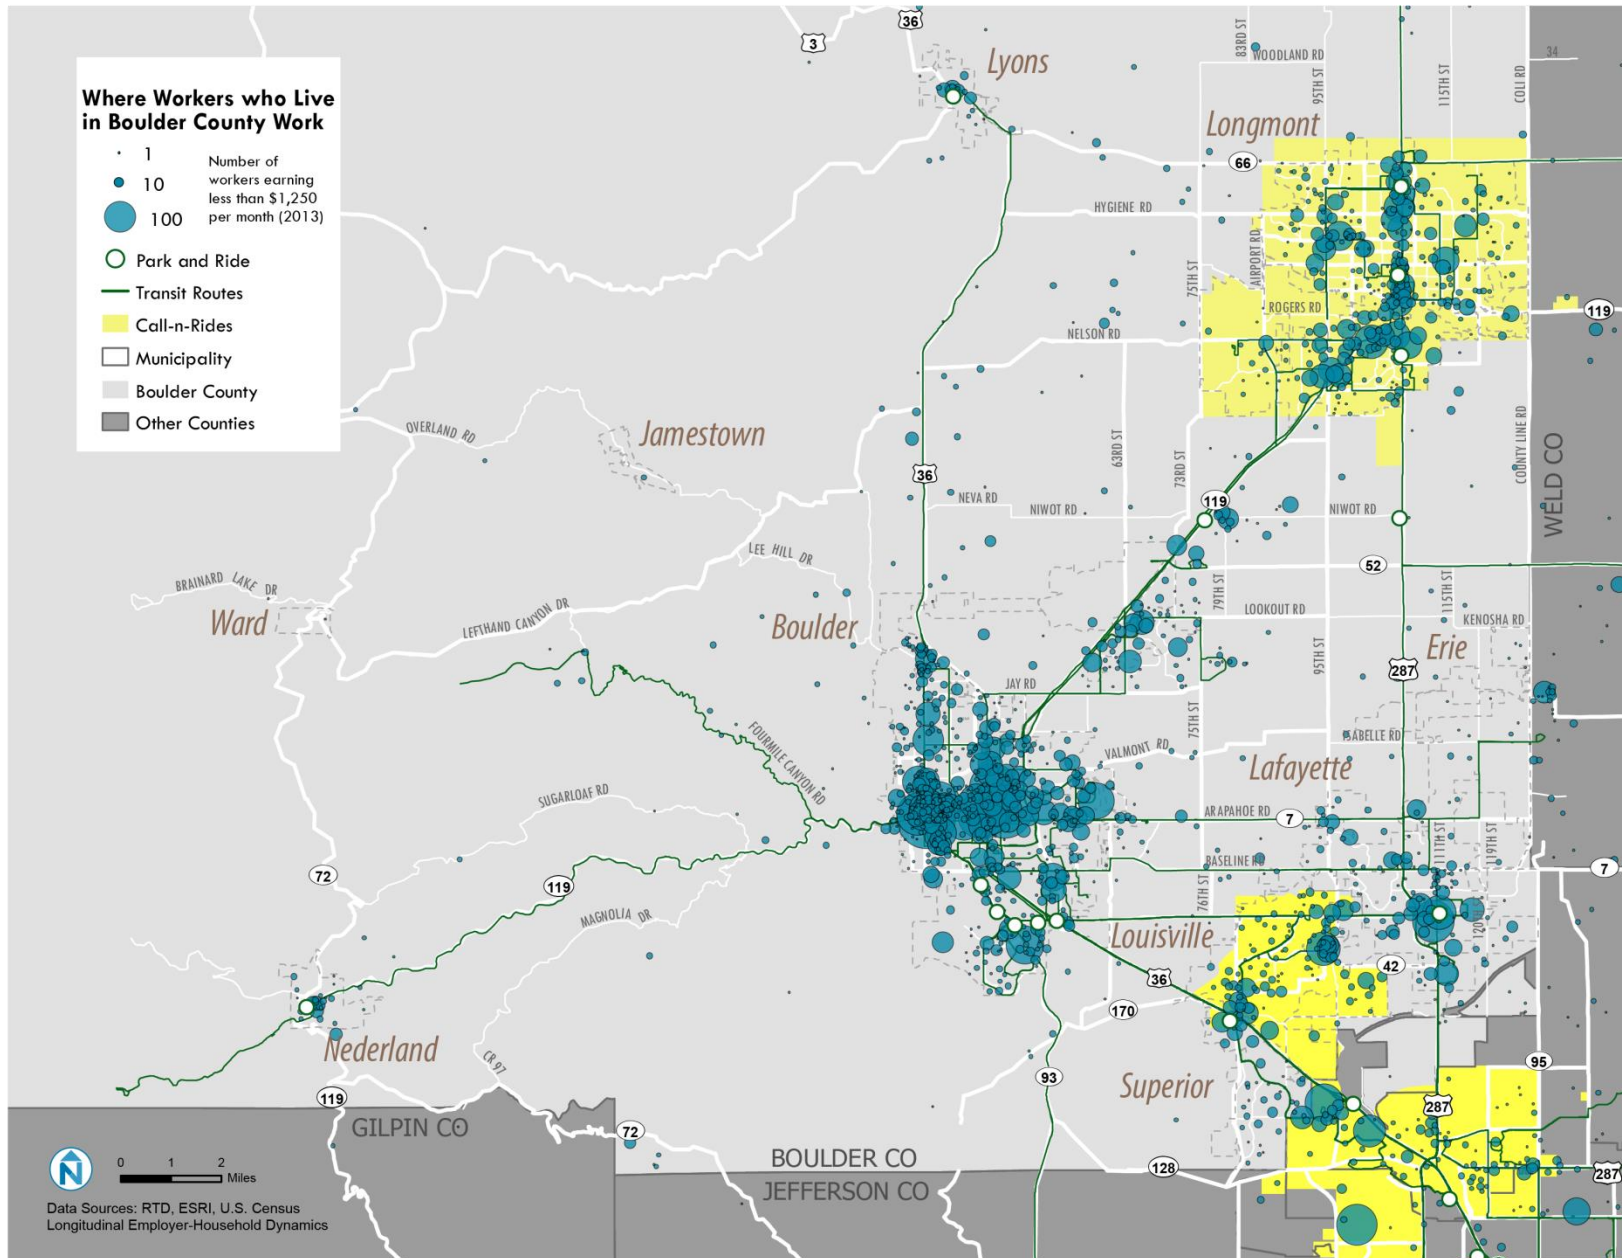 Where Workers who Live
in Boulder County Work
1
10
100
Number of
workers earning
less than $1,250
per month (2013)
Park and Ride
Transit Routes
Call-n-Rides
Municipality
Boulder County
Other Counties
36
3
Lyons
83RD ST
WOODLAND RD
34
95TH ST
115TH ST
COLI RD
Longmont
66
HYGIENE RD
AIRPORT RD
75TH ST
ROGERS RD
119
NELSON RD
OVERLAND RD
Jamestown
63RD ST
73RD ST
COUNTY LINE RD
WELD CO
36
NEVA RD
NIWOT RD
119
NIWOT RD
LEE HILL DR
52
BRAINARD LAKE DR
Ward
LEFTHAND CANYON DR
Boulder
79TH ST
LOOKOUT RD
115TH ST
KENOSHA RD
Erie
95TH ST
287
JAY RD
75TH ST
FOURMILE CANYON RD
VALMONT RD
ISABELLE RD
Lafayette
SUGARLOAF RD
ARAPAHOE RD
7
111TH ST
119TH ST
BASELINE RD
7
72
119
76TH ST
MAGNOLIA DR
Louisville
36
42
170
Nederland
CR 97
93
Superior
95
119
GILPIN CO
72
287
BOULDER CO
JEFFERSON CO
128
287
N
0 1 2
Miles
Data Sources: RTD, ESRI, U.S. Census
Longitudinal Employer-Household Dynamics